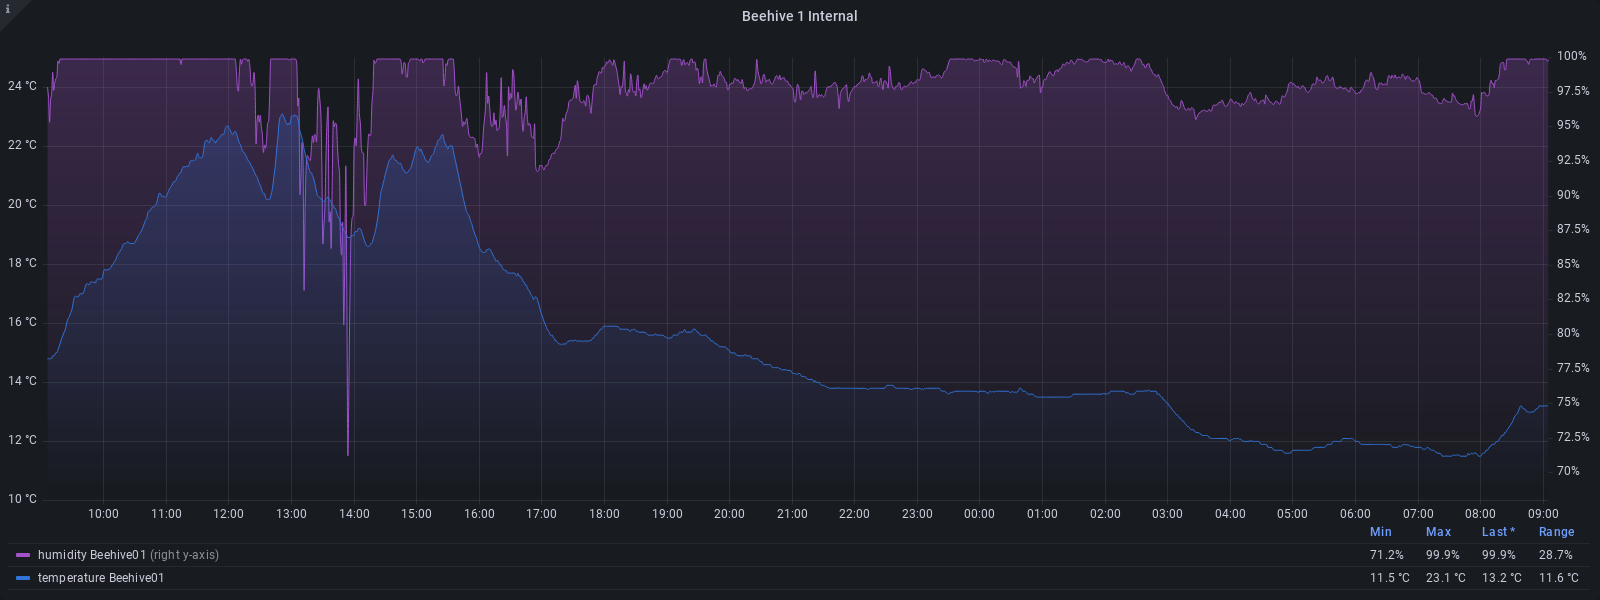 i
Beehive 1 Internal
100%
24 °C
97.5%
95%
22 °C
92.5%
20 °C
90%
87.5%
18 °C
85%
82.5%
16 °C
80%
77.5%
14 °C
75%
12 °C
72.5%
70%
10 °C
10:00 11:00 12:00 13:00 14:00 15:00 16:00 17:00 18:00 19:00 20:00 21:00 22:00 23:00 00:00 01:00 02:00 03:00 04:00 05:00 06:00 07:00 08:00 09:00
Min Max Last * Range
humidity Beehive01 (right y-axis) 71.2% 99.9% 99.9% 28.7%
temperature Beehive01 11.5 °C 23.1 °C 13.2 °C 11.6 °C